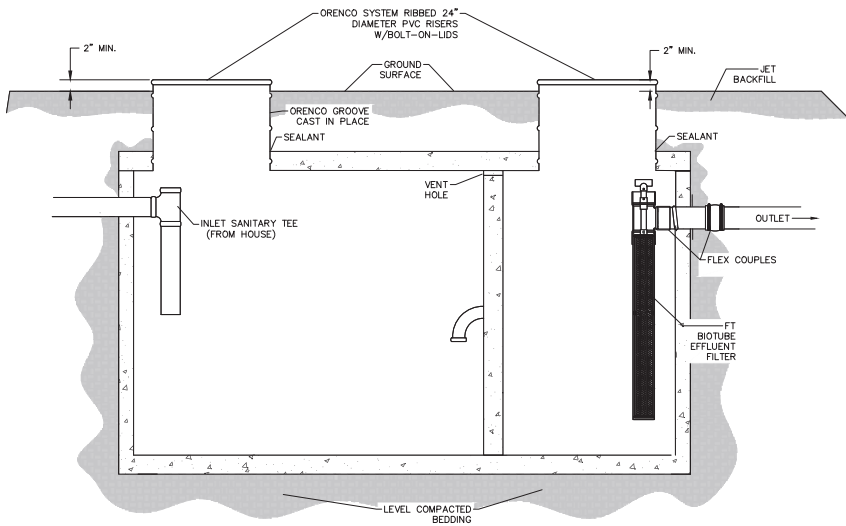 ORENCO SYSTEM RIBBED 24"
DIAMETER PVC RISERS
W/BOLT-ON-LIDS
2" MIN.
GROUND
SURFACE
2" MIN.
JET
BACKFILL
ORENCO GROOVE
CAST IN PLACE
SEALANT
SEALANT
VENT
HOLE
INLET SANITARY TEE
(FROM HOUSE)
OUTLET
FLEX COUPLES
FT
BIOTUBE
EFFLUENT
FILTER
LEVEL COMPACTED
BEDDING